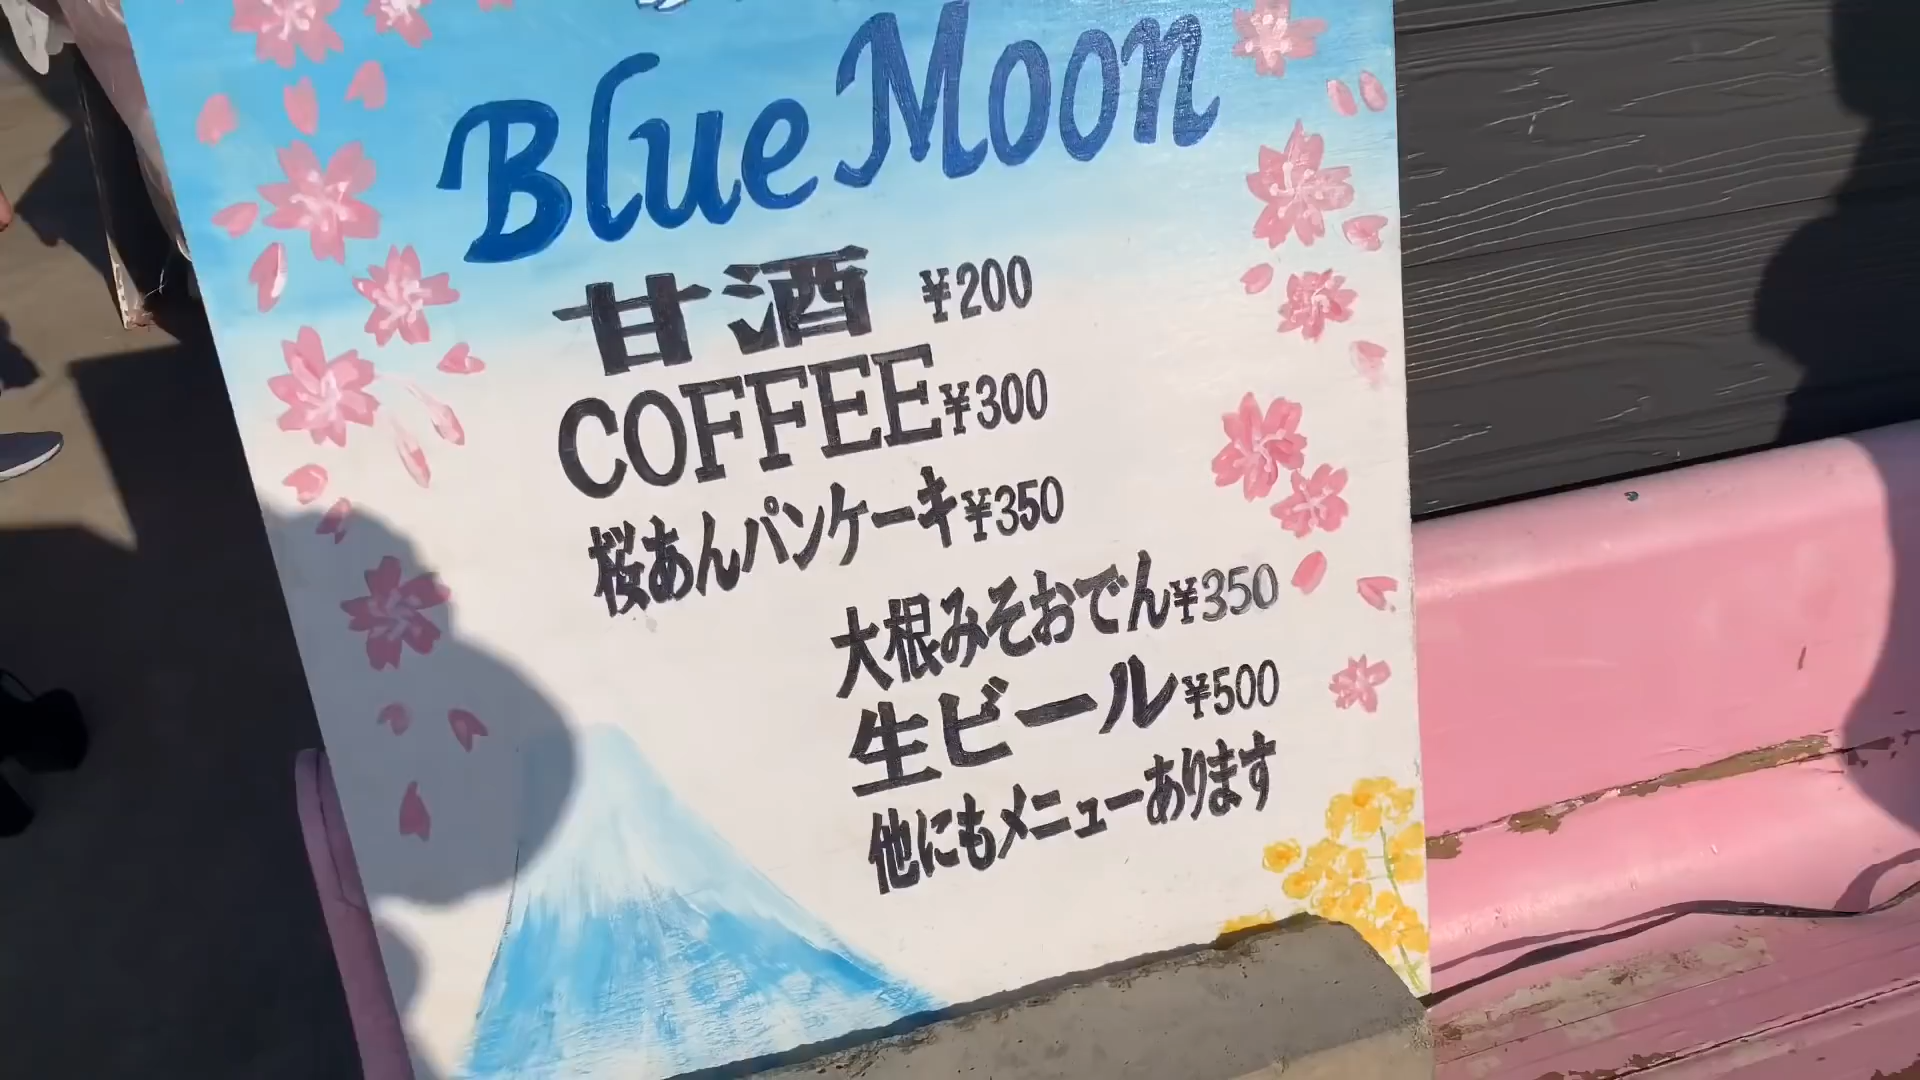 Blue Moon
甘酒 ¥200
COFFEE ¥300
桜あんパンケーキ ¥350
大根みそおでん ¥350
生ビール ¥500
他にもメニューあります